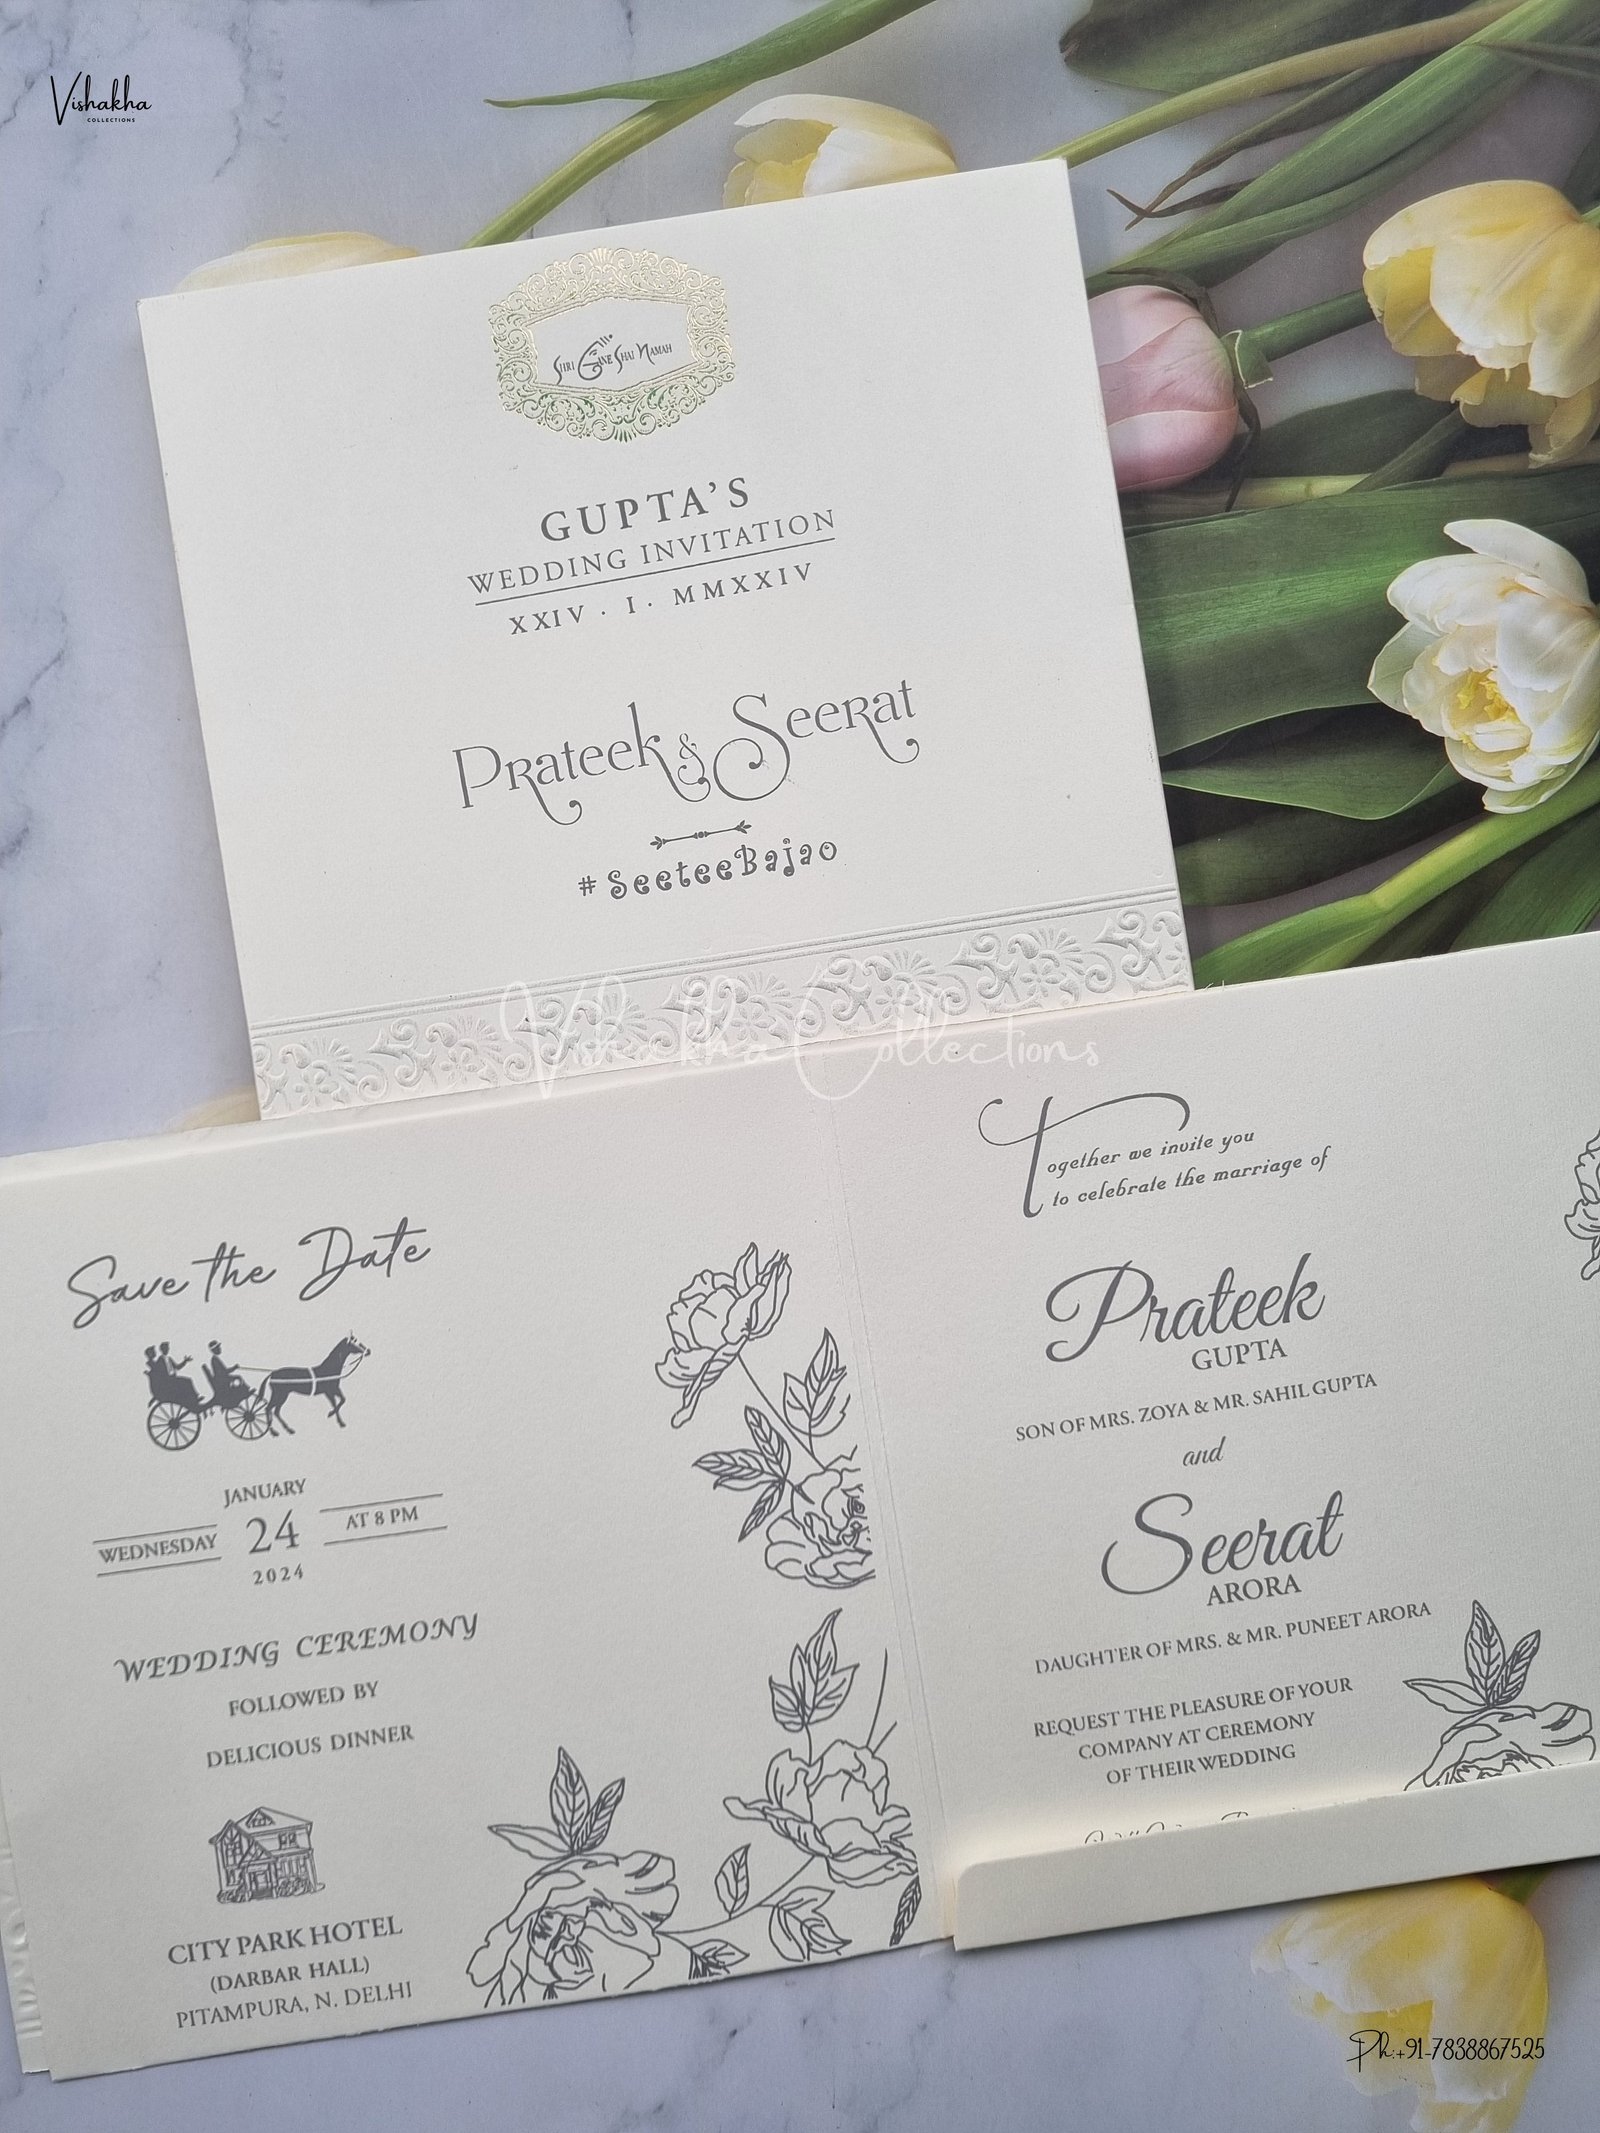 Vishakha
COLLECTIONS
SHRI GANESHAI NAMAH
GUPTA'S
WEDDING INVITATION
XXIV · I · MMXXIV
Prateek & Seerat
#SeeteeBajao
Vishakha Collections
Save the Date
JANUARY
WEDNESDAY 24 AT 8 PM
2024
WEDDING CEREMONY
FOLLOWED BY
DELICIOUS DINNER
CITY PARK HOTEL
(DARBAR HALL)
PITAMPURA, N. DELHI
Together we invite you
to celebrate the marriage of
Prateek
GUPTA
SON OF MRS. ZOYA & MR. SAHIL GUPTA
and
Seerat
ARORA
DAUGHTER OF MRS. & MR. PUNEET ARORA
REQUEST THE PLEASURE OF YOUR
COMPANY AT CEREMONY
OF THEIR WEDDING
Ph:+91-7838867525